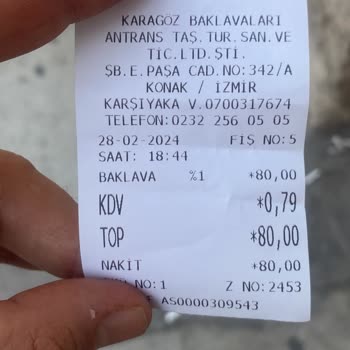 KARAGÖZ BAKLAVALARI
ANTRANS TAŞ.TUR.SAN.VE
TİC.LTD.ŞTİ.
ŞB.E.PAŞA CAD.NO:342/A
KONAK / İZMİR
KARŞIYAKA V.0700317674
TELEFON:0232 256 05 05
28-02-2024 FİŞ NO:5
SAAT: 18:44
BAKLAVA %1 *80,00
KDV *0,79
TOP *80,00
NAKİT *80,00
NO:1 Z NO:2453
AS0000309543